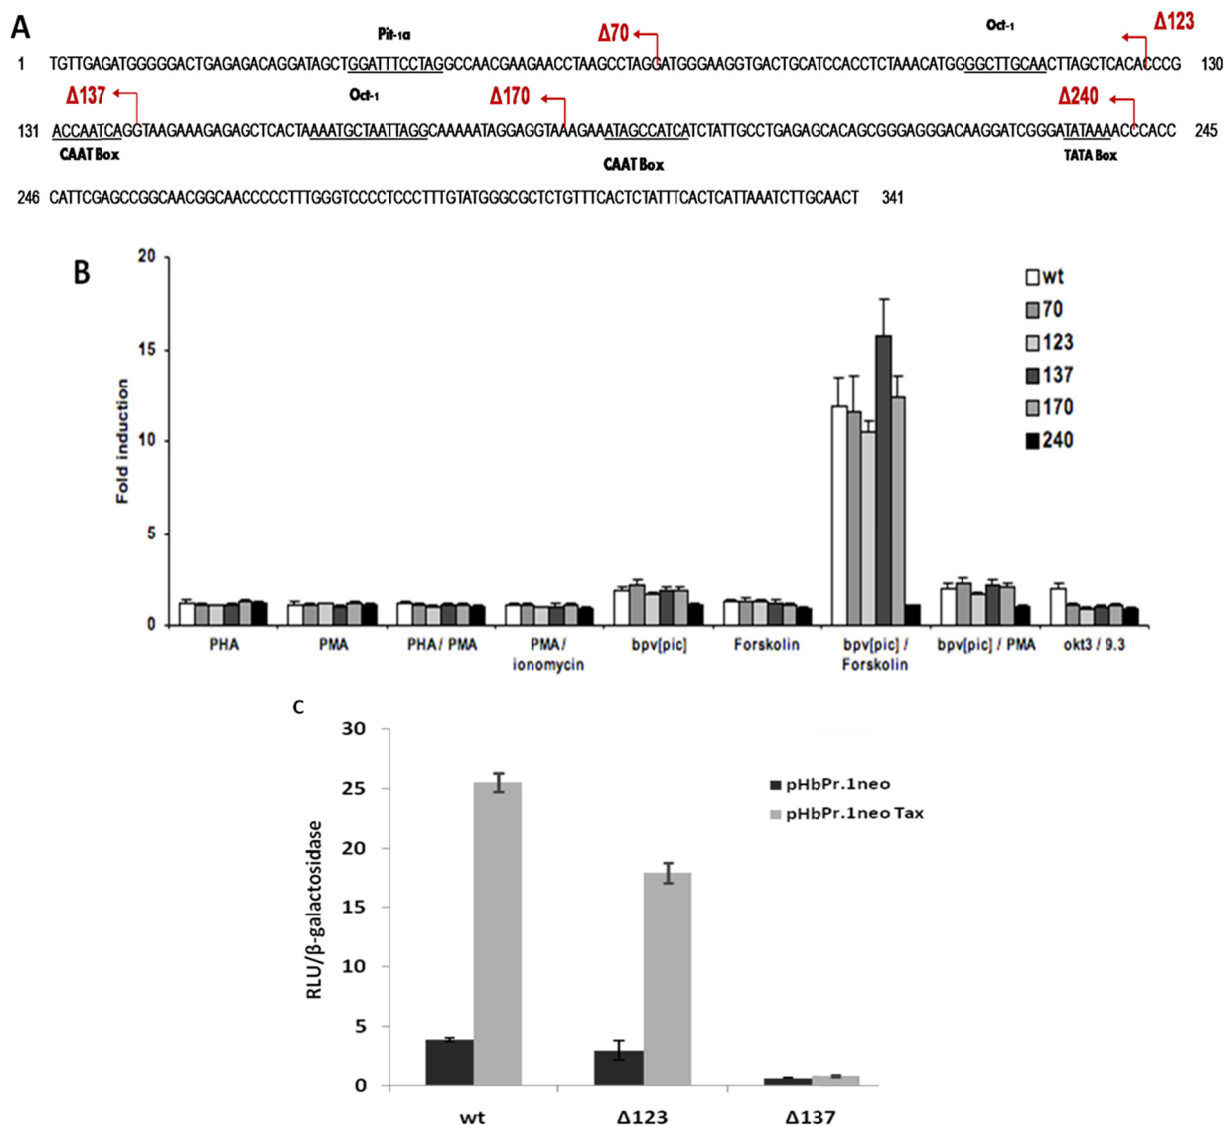 A
Pit-1α
Δ70
Oct-1
Δ123
1 TGTTGAGATGGGGGACTGAGAGACAGGATAGCTGGATTTCCTAGGCCAACGAAGAACCTAAGCCTAGGATGGGAAGGTGACTGCATCCACCTCTAAACATGGGGCTTGCAACTTAGCTCACACCCG 130
Δ137
Oct-1
Δ170
Δ240
131 ACCAATCAGGTAAGAAAGAGAGCTCACTAAAATGCTAATTAGGCAAAAATAGGAGGTAAAGAAATAGCCATCATCTATTGCCTGAGAGCACAGCGGGAGGGACAAGGATCGGGATATAAAACCCACC 245
CAAT Box
CAAT Box
TATA Box
246 CATTCGAGCCGGCAACGGCAACCCCCTTTGGGTCCCCTCCCTTTGTATGGGCGCTCTGTTTCACTCTATTTCACTCATTAAATCTTGCAACT 341
B
Fold induction
20
15
10
5
0
wt
70
123
137
170
240
PHA
PMA
PHA / PMA
PMA / ionomycin
bpv[pic]
Forskolin
bpv[pic] / Forskolin
bpv[pic] / PMA
okt3 / 9.3
C
RLU/β-galactosidase
30
25
20
15
10
5
0
pHbPr.1neo
pHbPr.1neo Tax
wt
Δ123
Δ137